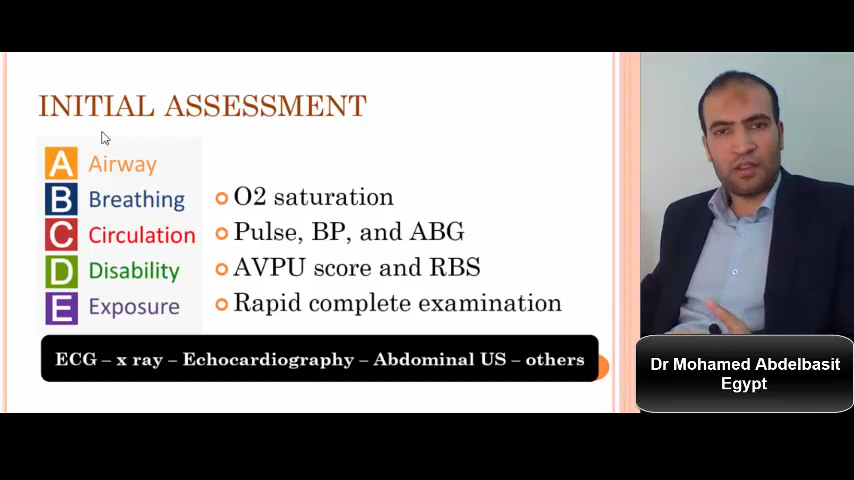 INITIAL ASSESSMENT
A Airway
B Breathing
O2 saturation
C Circulation
Pulse, BP, and ABG
D Disability
AVPU score and RBS
E Exposure
Rapid complete examination
ECG – x ray – Echocardiography – Abdominal US – others
Dr Mohamed Abdelbasit
Egypt